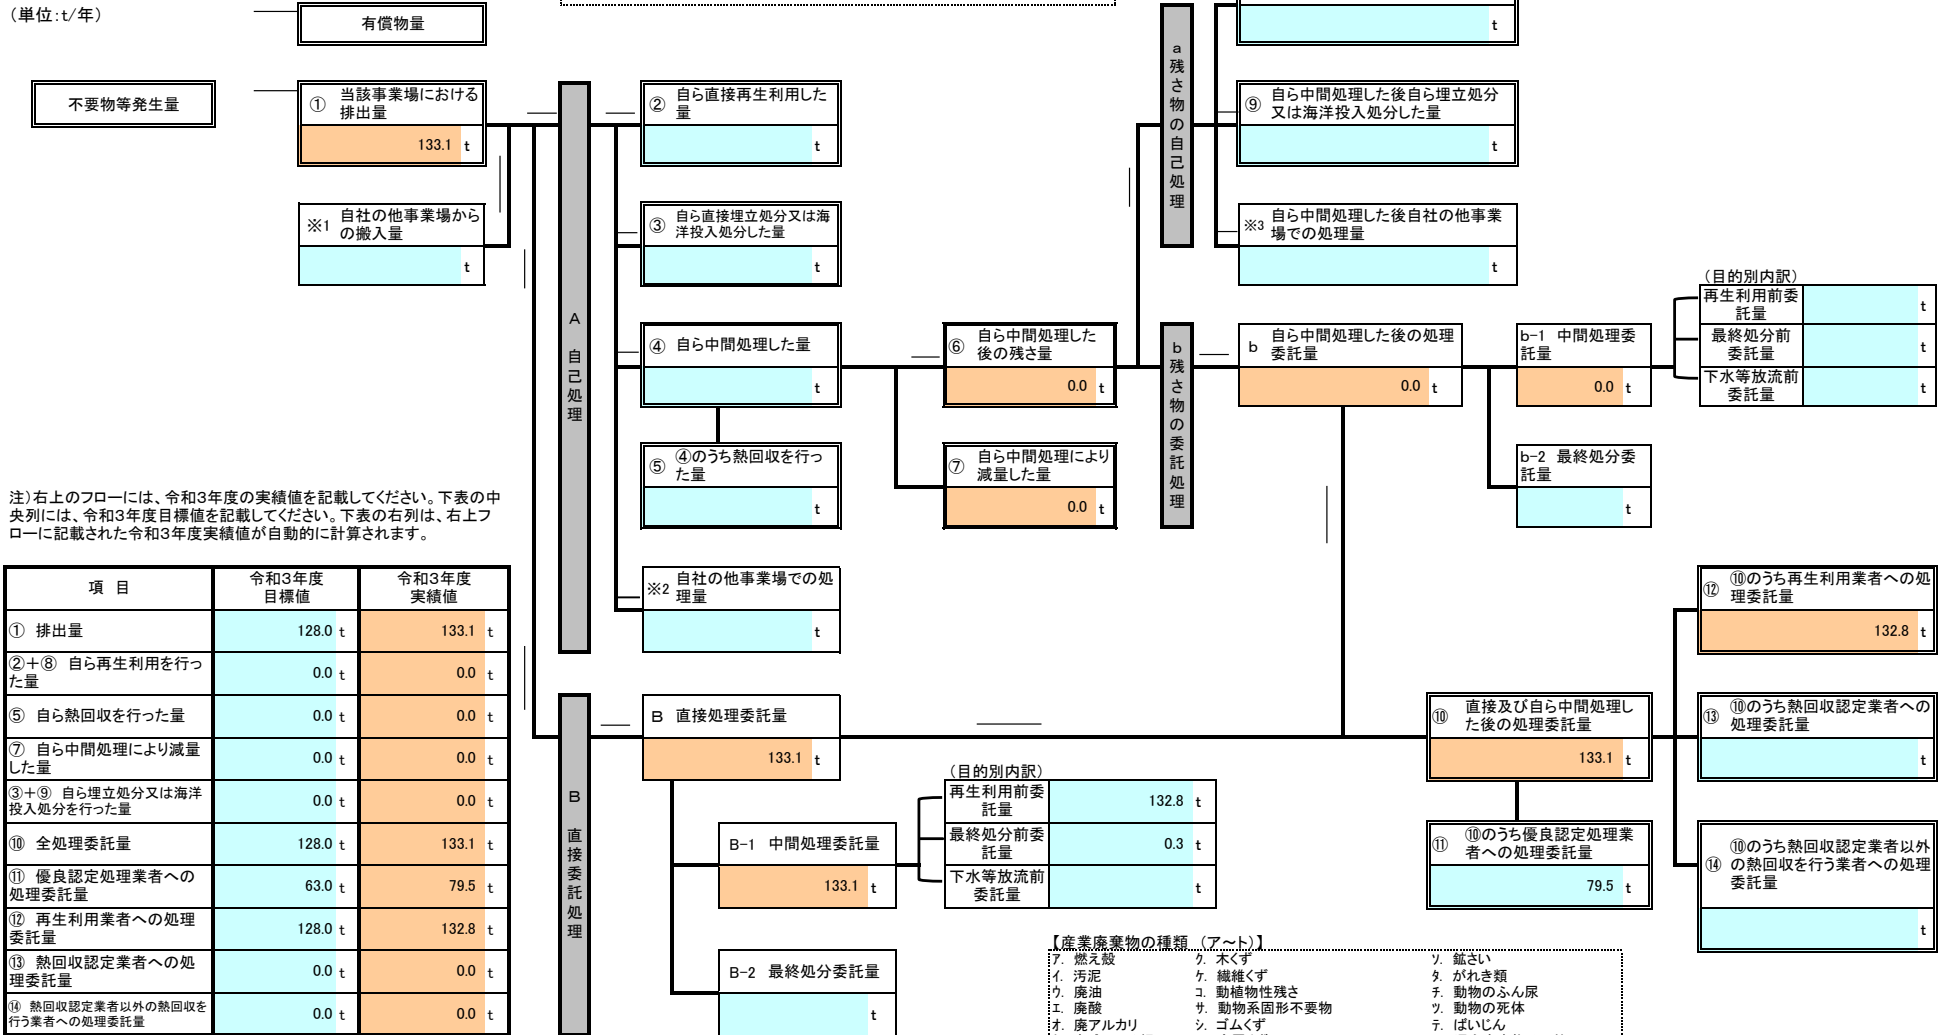 （単位:t/年）
有償物量
t
不要物等発生量
① 当該事業場における
排出量
133.1 t
② 自ら直接再生利用した
量
t
a
残さ物の自己処理
⑨ 自ら中間処理した後自ら埋立処分
又は海洋投入処分した量
t
※1 自社の他事業場から
の搬入量
t
③ 自ら直接埋立処分又は海
洋投入処分した量
t
※3 自ら中間処理した後自社の他事業
場での処理量
t
A
自己処理
④ 自ら中間処理した量
t
⑥ 自ら中間処理した
後の残さ量
0.0 t
b
残さ物の委託処理
b 自ら中間処理した後の処理
委託量
0.0 t
b-1 中間処理委
託量
0.0 t
（目的別内訳）
再生利用前委
託量
t
最終処分前
委託量
t
下水等放流前
委託量
t
⑤ ④のうち熱回収を行っ
た量
t
⑦ 自ら中間処理により
減量した量
0.0 t
b-2 最終処分委
託量
t
注）右上のフローには、令和3年度の実績値を記載してください。下表の中
央列には、令和3年度目標値を記載してください。下表の右列は、右上フ
ローに記載された令和3年度実績値が自動的に計算されます。
※2 自社の他事業場での処
理量
t
項 目 令和3年度
目標値 令和3年度
実績値
① 排出量 128.0 t 133.1 t
②＋⑧ 自ら再生利用を行っ
た量 0.0 t 0.0 t
⑤ 自ら熱回収を行った量 0.0 t 0.0 t
⑦ 自ら中間処理により減量
した量 0.0 t 0.0 t
③＋⑨ 自ら埋立処分又は海洋
投入処分を行った量 0.0 t 0.0 t
⑩ 全処理委託量 128.0 t 133.1 t
⑪ 優良認定処理業者への
処理委託量 63.0 t 79.5 t
⑫ 再生利用業者への処理
委託量 128.0 t 132.8 t
⑬ 熱回収認定業者への処
理委託量 0.0 t 0.0 t
⑭ 熱回収認定業者以外の熱回収を
行う業者への処理委託量 0.0 t 0.0 t
B
直接委託処理
B 直接処理委託量
133.1 t
B-1 中間処理委託量
133.1 t
（目的別内訳）
再生利用前委
託量
132.8 t
最終処分前委
託量
0.3 t
下水等放流前
委託量
t
B-2 最終処分委託量
t
⑩ 直接及び自ら中間処理し
た後の処理委託量
133.1 t
⑪ ⑩のうち優良認定処理業
者への処理委託量
79.5 t
⑫ ⑩のうち再生利用業者への処
理委託量
132.8 t
⑬ ⑩のうち熱回収認定業者への
処理委託量
t
⑭ ⑩のうち熱回収認定業者以外
の熱回収を行う業者への処理
委託量
t
【産業廃棄物の種類 （ア～ト）】
ア. 燃え殻 ク. 木くず ソ. 鉱さい
イ. 汚泥 ケ. 繊維くず タ. がれき類
ウ. 廃油 コ. 動植物性残さ チ. 動物のふん尿
エ. 廃酸 サ. 動物系固形不要物 ツ. 動物の死体
オ. 廃アルカリ シ. ゴムくず テ. ばいじん